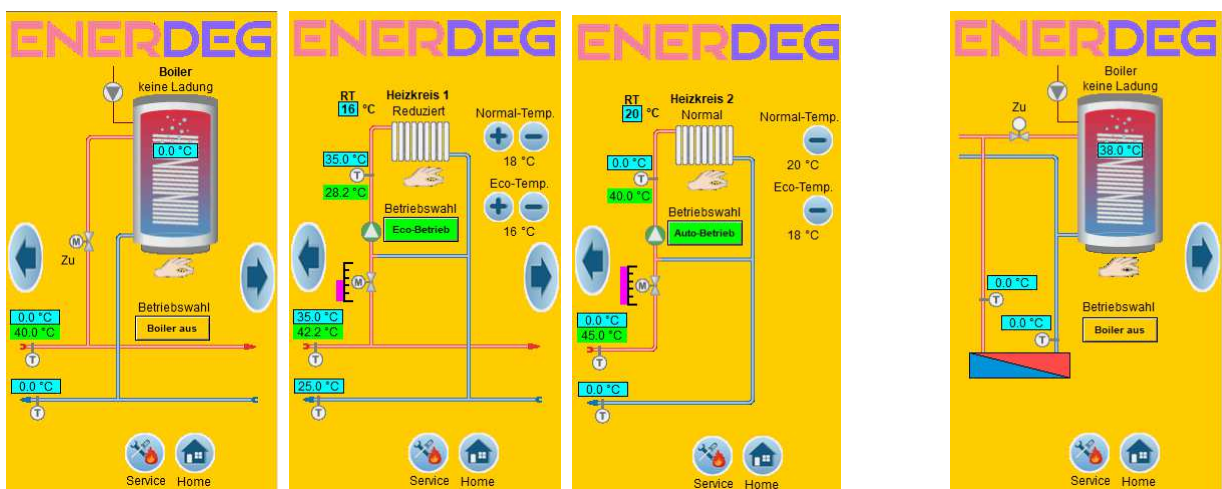 ENERDEG
Boiler
keine Ladung
0.0 °C
M
Zu
Betriebswahl
Boiler aus
0.0 °C
40.0 °C
T
0.0 °C
T
Service Home
ENERDEG
RT
16 °C
Heizkreis 1
Reduziert
Normal-Temp.
18 °C
35.0 °C
T
28.2 °C
Eco-Temp.
16 °C
Betriebswahl
Eco-Betrieb
M
35.0 °C
42.2 °C
T
25.0 °C
T
Service Home
ENERDEG
RT
20 °C
Heizkreis 2
Normal
Normal-Temp.
20 °C
0.0 °C
T
40.0 °C
Eco-Temp.
18 °C
Betriebswahl
Auto-Betrieb
M
0.0 °C
45.0 °C
T
0.0 °C
T
Service Home
ENERDEG
Boiler
keine Ladung
Zu
38.0 °C
0.0 °C
T
0.0 °C
T
Betriebswahl
Boiler aus
Service Home